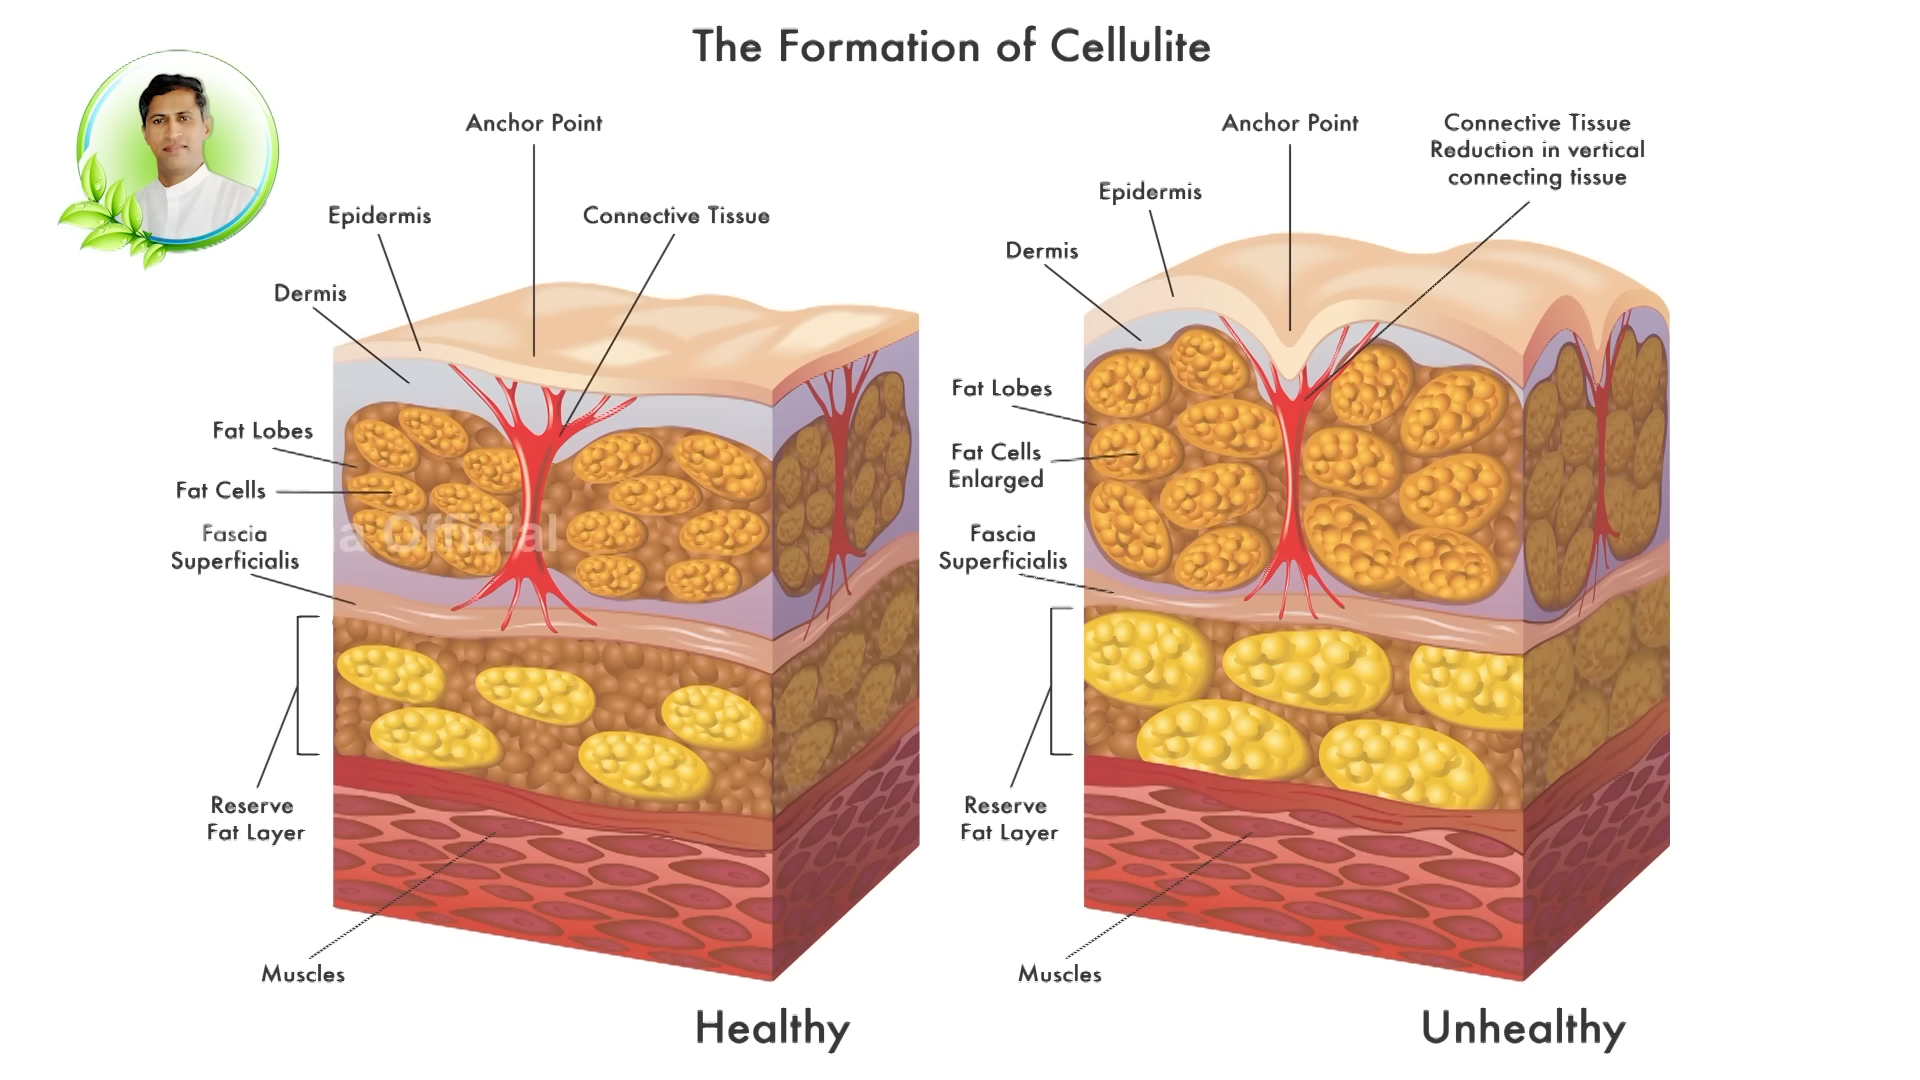 The Formation of Cellulite
Anchor Point
Epidermis
Connective Tissue
Dermis
Fat Lobes
Fat Cells
Fascia
Superficialis
Reserve
Fat Layer
Muscles
Healthy
Official
Anchor Point
Connective Tissue
Reduction in vertical
connecting tissue
Epidermis
Dermis
Fat Lobes
Fat Cells
Enlarged
Fascia
Superficialis
Reserve
Fat Layer
Muscles
Unhealthy